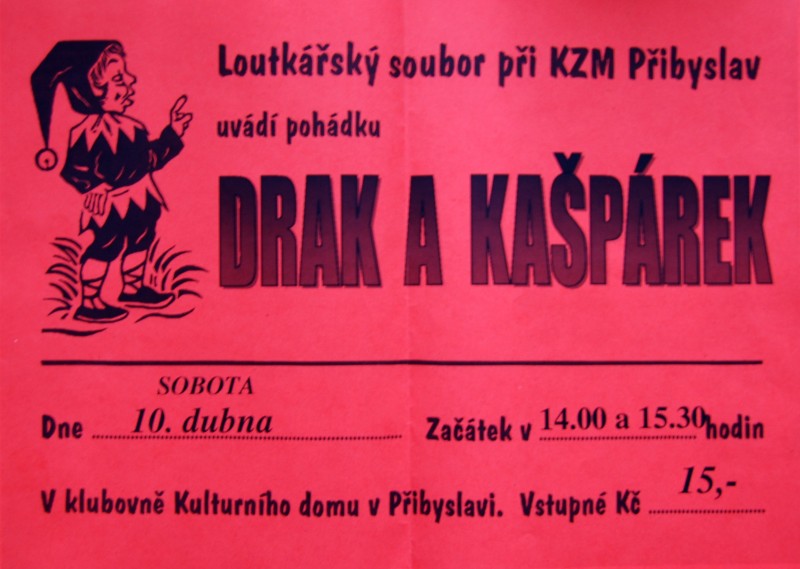 Loutkářský soubor při KZM Přibyslav
uvádí pohádku
DRAK A KAŠPÁREK
SOBOTA
Dne 10. dubna Začátek v 14.00 a 15.30 hodin
V klubovně Kulturního domu v Přibyslavi. Vstupné Kč 15,-